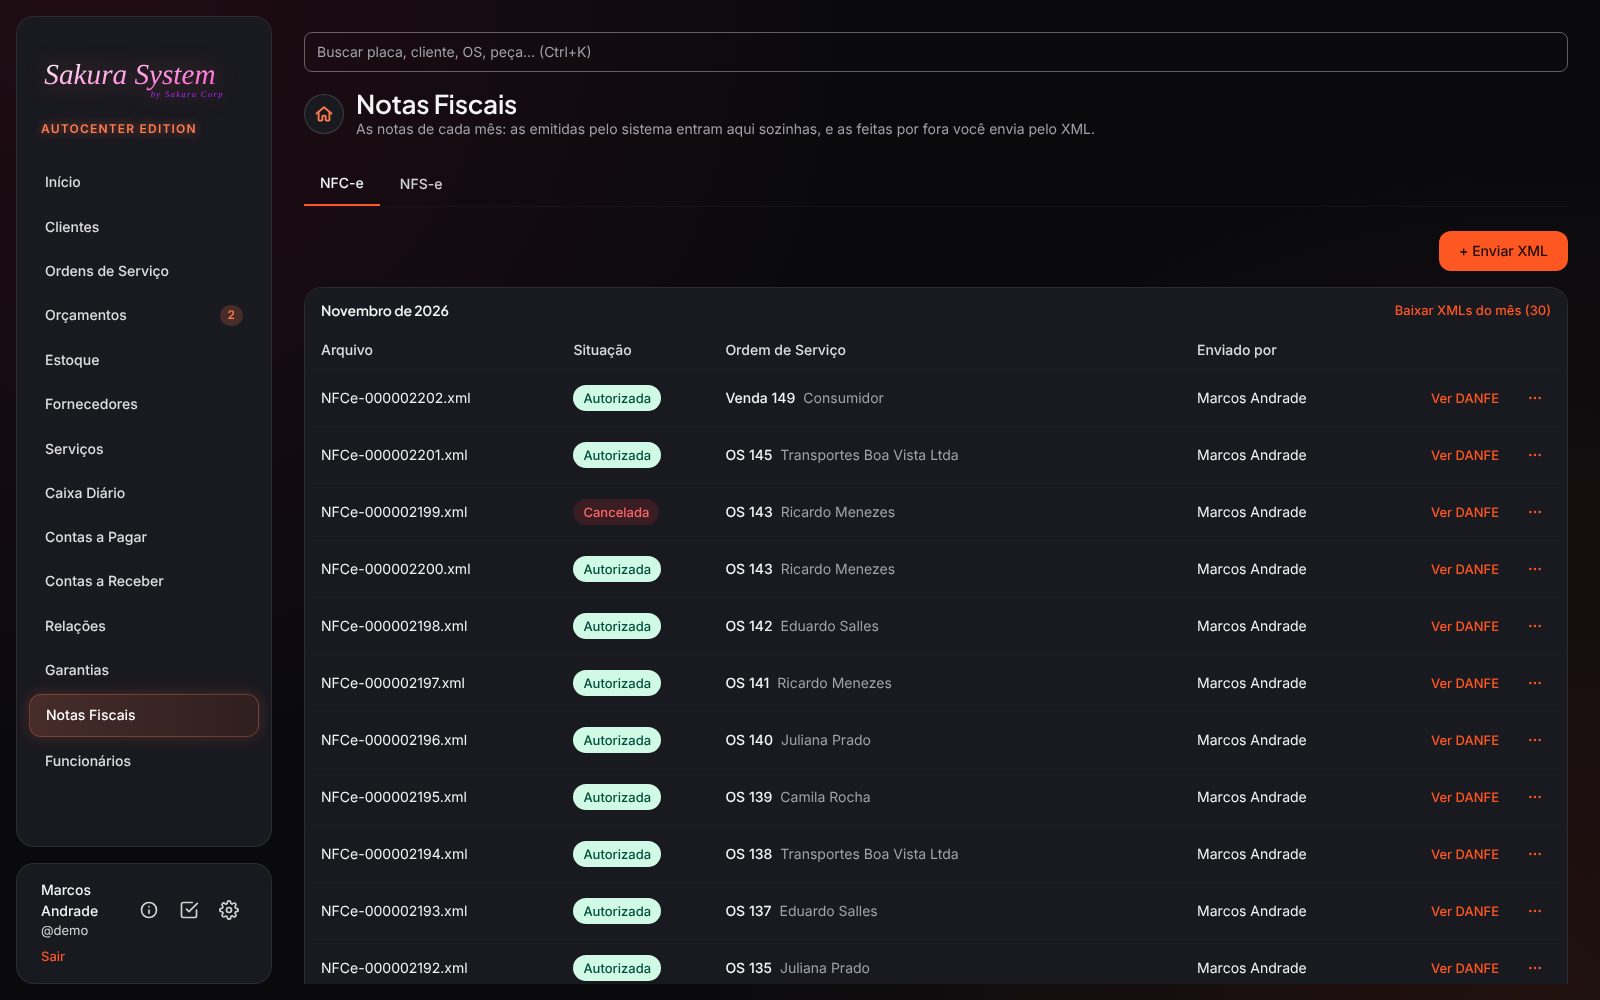 Sakura System
by Sakura Corp
AUTOCENTER EDITION
Início
Clientes
Ordens de Serviço
Orçamentos 2
Estoque
Fornecedores
Serviços
Caixa Diário
Contas a Pagar
Contas a Receber
Relações
Garantias
Notas Fiscais
Funcionários
Marcos Andrade
@demo
Sair
Buscar placa, cliente, OS, peça... (Ctrl+K)
Notas Fiscais
As notas de cada mês: as emitidas pelo sistema entram aqui sozinhas, e as feitas por fora você envia pelo XML.
NFC-e NFS-e
+ Enviar XML
Novembro de 2026 Baixar XMLs do mês (30)
Arquivo Situação Ordem de Serviço Enviado por
NFCe-000002202.xml Autorizada Venda 149 Consumidor Marcos Andrade Ver DANFE ...
NFCe-000002201.xml Autorizada OS 145 Transportes Boa Vista Ltda Marcos Andrade Ver DANFE ...
NFCe-000002199.xml Cancelada OS 143 Ricardo Menezes Marcos Andrade Ver DANFE ...
NFCe-000002200.xml Autorizada OS 143 Ricardo Menezes Marcos Andrade Ver DANFE ...
NFCe-000002198.xml Autorizada OS 142 Eduardo Salles Marcos Andrade Ver DANFE ...
NFCe-000002197.xml Autorizada OS 141 Ricardo Menezes Marcos Andrade Ver DANFE ...
NFCe-000002196.xml Autorizada OS 140 Juliana Prado Marcos Andrade Ver DANFE ...
NFCe-000002195.xml Autorizada OS 139 Camila Rocha Marcos Andrade Ver DANFE ...
NFCe-000002194.xml Autorizada OS 138 Transportes Boa Vista Ltda Marcos Andrade Ver DANFE ...
NFCe-000002193.xml Autorizada OS 137 Eduardo Salles Marcos Andrade Ver DANFE ...
NFCe-000002192.xml Autorizada OS 135 Juliana Prado Marcos Andrade Ver DANFE ...